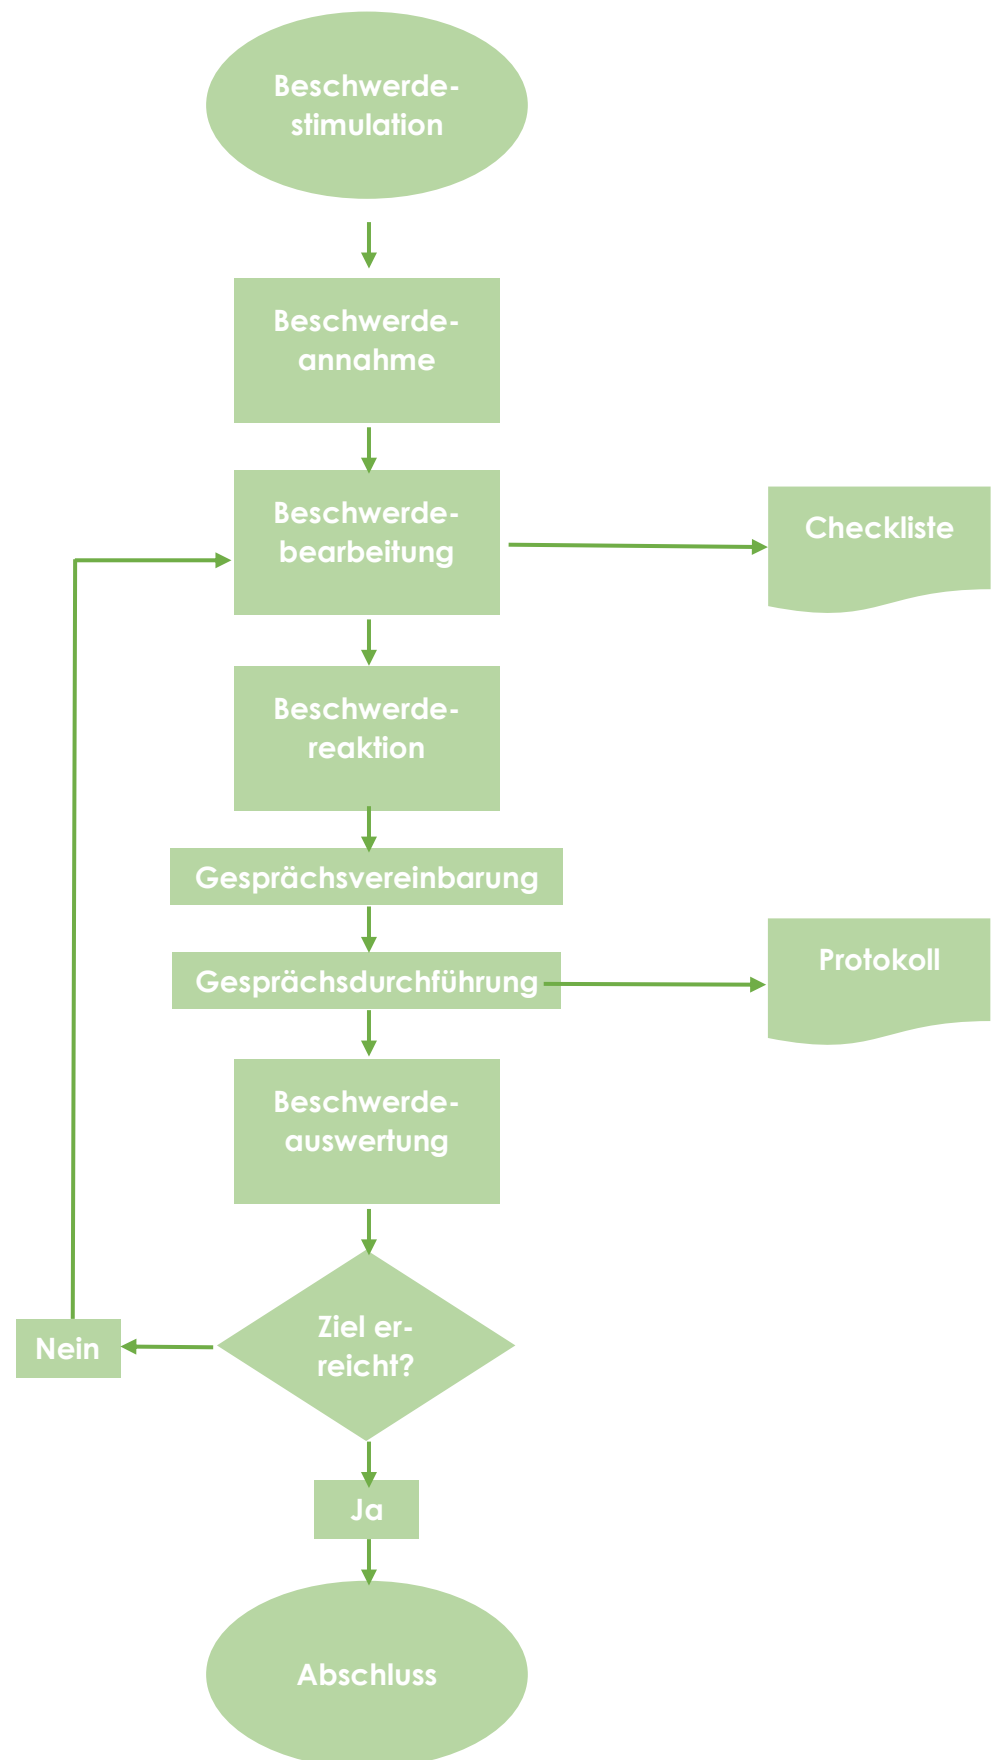 Beschwerde-
stimulation
Beschwerde-
annahme
Beschwerde-
bearbeitung
Checkliste
Beschwerde-
reaktion
Gesprächsvereinbarung
Gesprächsdurchführung
Protokoll
Beschwerde-
auswertung
Ziel er-
reicht?
Nein
Ja
Abschluss